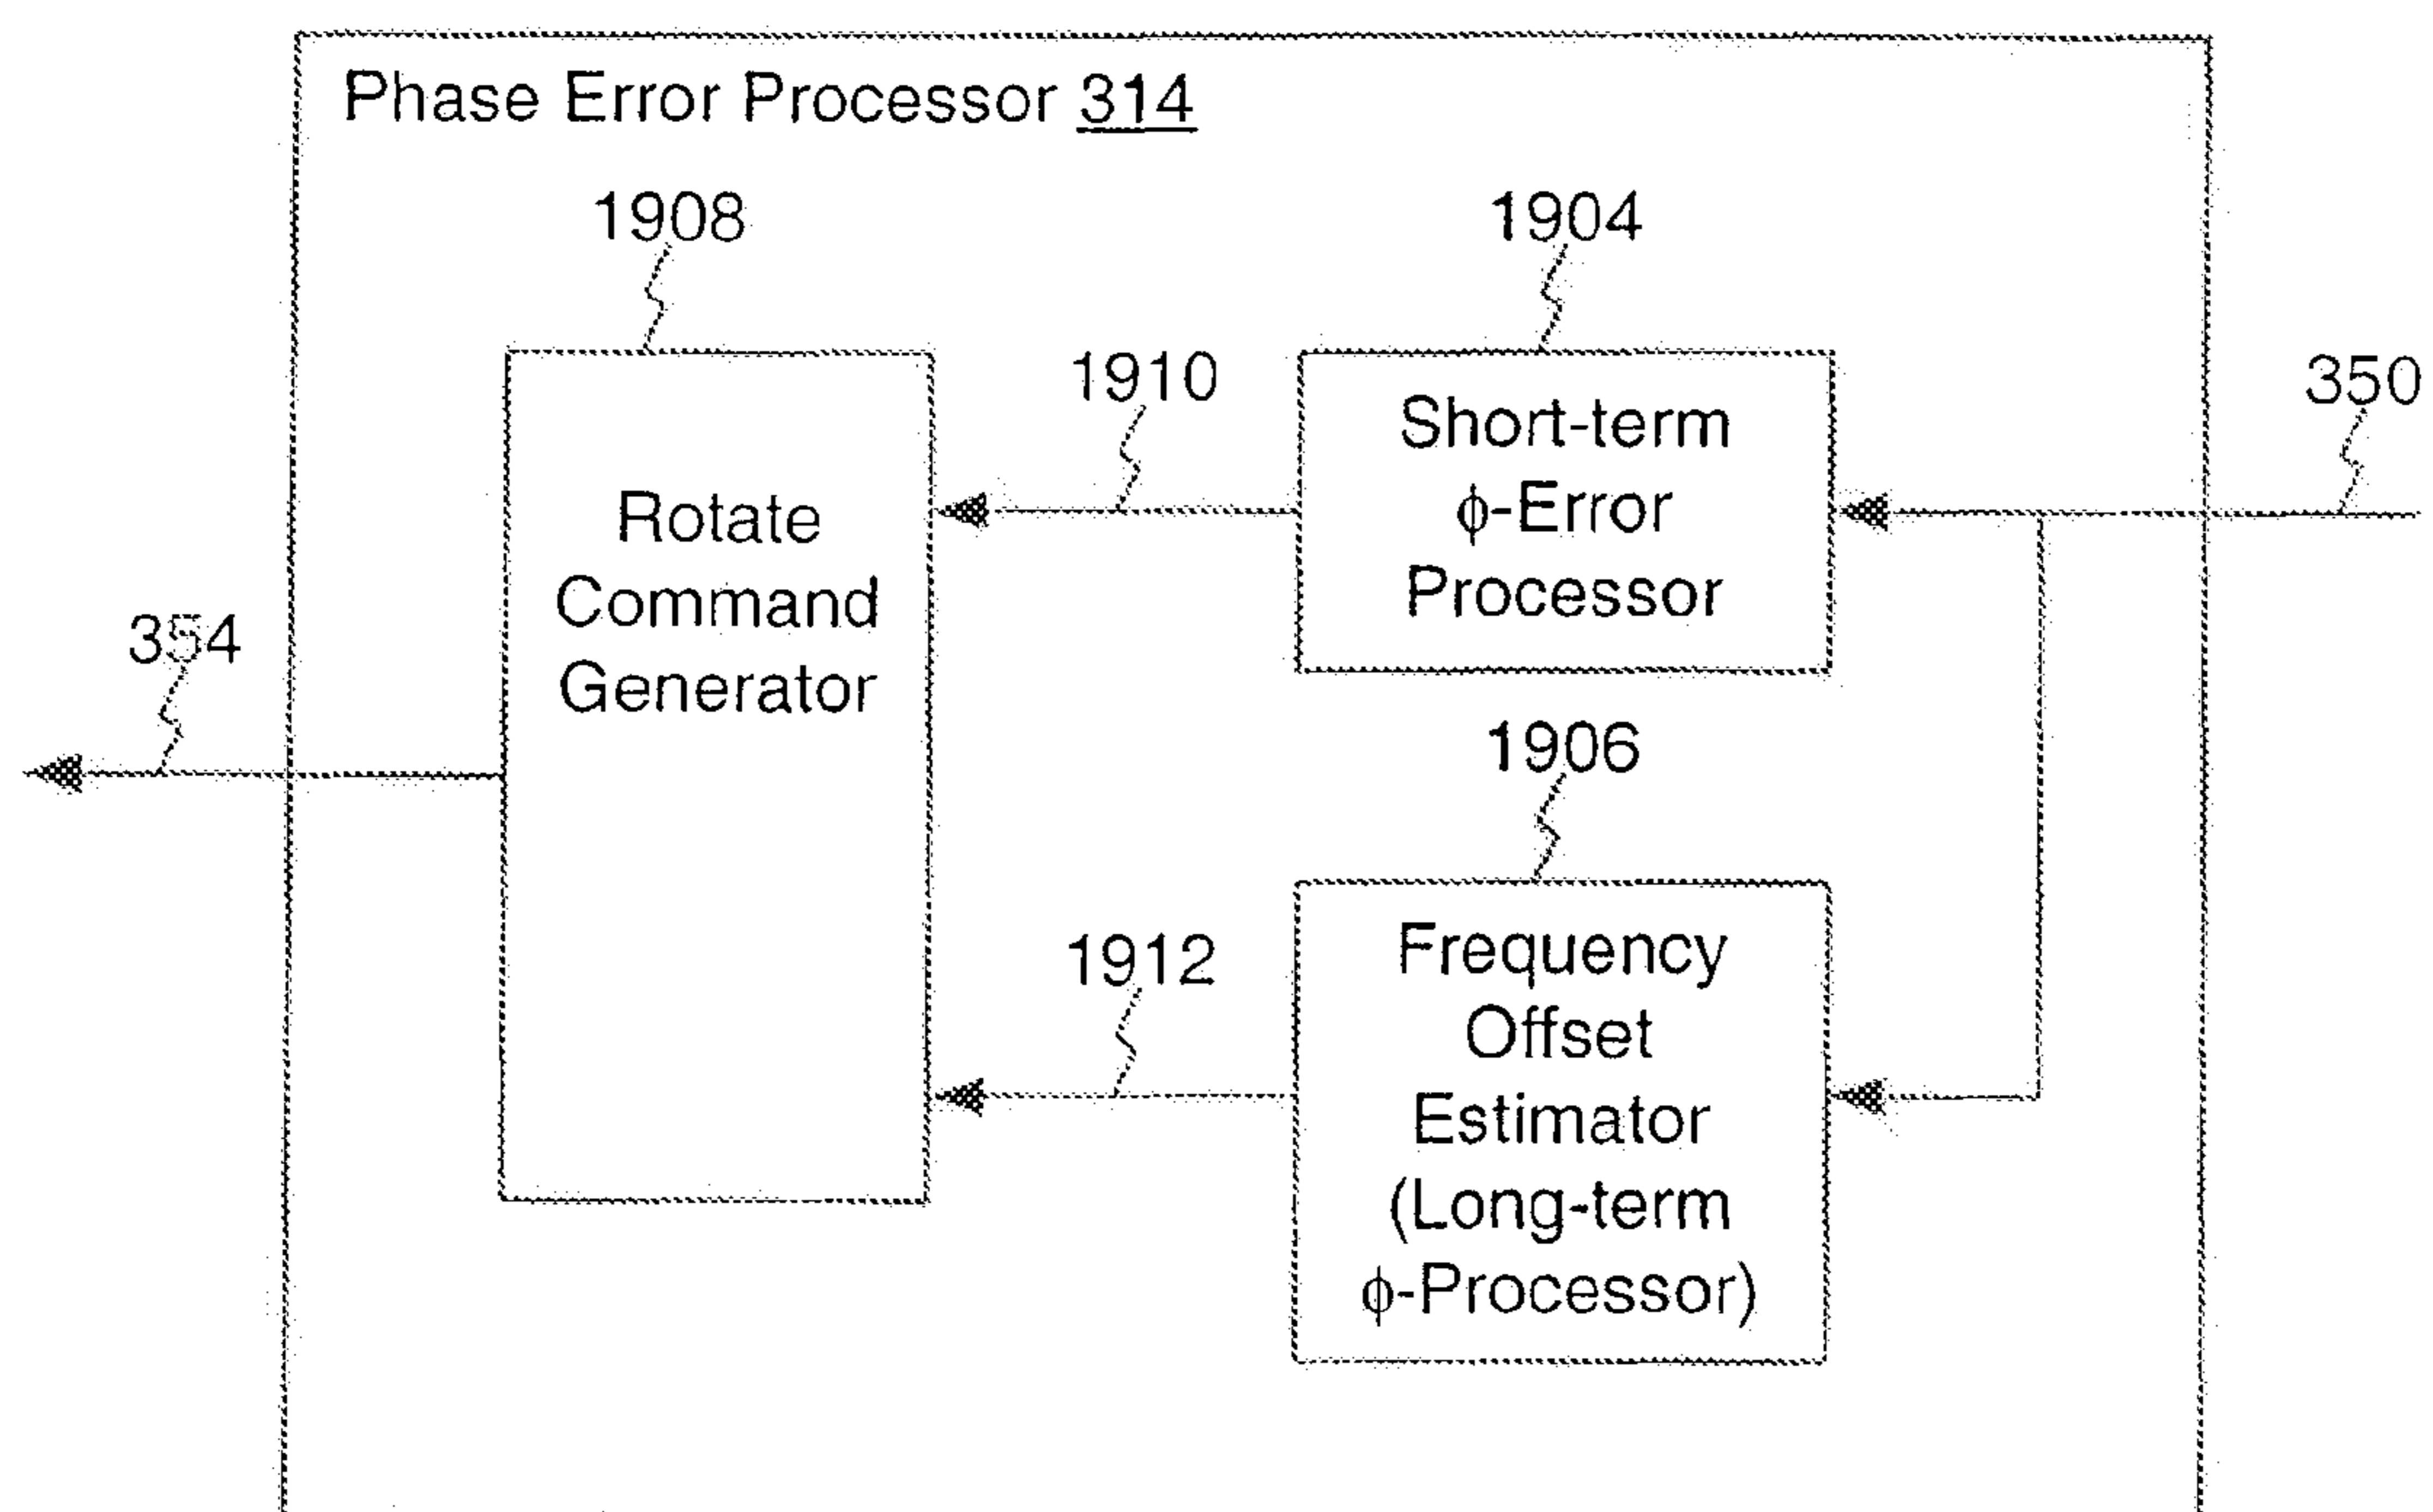 Phase Error Processor 314
1908
1904
1910
350
Short-term
ϕ-Error
Processor
Rotate
Command
Generator
354
1906
1912
Frequency
Offset
Estimator
(Long-term
ϕ-Processor)